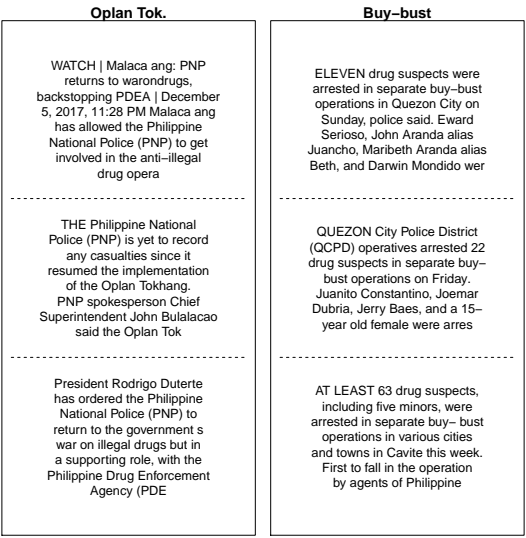 Oplan Tok.
WATCH | Malaca ang: PNP
returns to warondrugs,
backstopping PDEA | December
5, 2017, 11:28 PM Malaca ang
has allowed the Philippine
National Police (PNP) to get
involved in the anti−illegal
drug opera
THE Philippine National
Police (PNP) is yet to record
any casualties since it
resumed the implementation
of the Oplan Tokhang.
PNP spokesperson Chief
Superintendent John Bulalacao
said the Oplan Tok
President Rodrigo Duterte
has ordered the Philippine
National Police (PNP) to
return to the government s
war on illegal drugs but in
a supporting role, with the
Philippine Drug Enforcement
Agency (PDE
Buy−bust
ELEVEN drug suspects were
arrested in separate buy−bust
operations in Quezon City on
Sunday, police said. Eward
Serioso, John Aranda alias
Juancho, Maribeth Aranda alias
Beth, and Darwin Mondido wer
QUEZON City Police District
(QCPD) operatives arrested 22
drug suspects in separate buy−
bust operations on Friday.
Juanito Constantino, Joemar
Dubria, Jerry Baes, and a 15−
year old female were arres
AT LEAST 63 drug suspects,
including five minors, were
arrested in separate buy− bust
operations in various cities
and towns in Cavite this week.
First to fall in the operation
by agents of Philippine